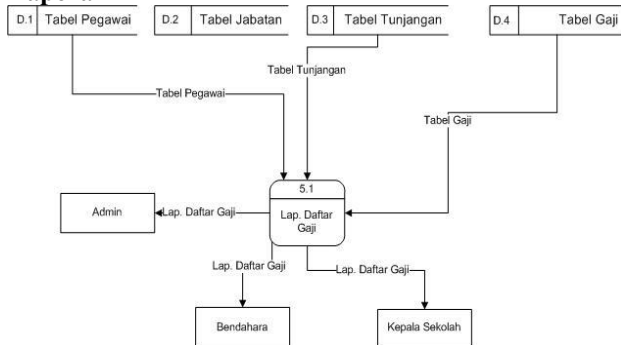 D.1 Tabel Pegawai
D.2 Tabel Jabatan
D.3 Tabel Tunjangan
D.4 Tabel Gaji
Tabel Tunjangan
Tabel Pegawai
Tabel Gaji
5.1
Lap. Daftar
Gaji
Admin
Lap. Daftar Gaji
Lap. Daftar Gaji
Lap. Daftar Gaji
Bendahara
Kepala Sekolah